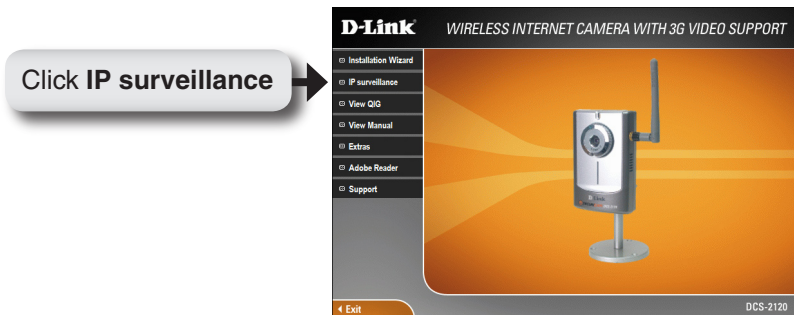 D-Link
WIRELESS INTERNET CAMERA WITH 3G VIDEO SUPPORT
Click IP surveillance
Installation Wizard
IP surveillance
View QIG
View Manual
Extras
Adobe Reader
Support
D-Link
Exit
DCS-2120